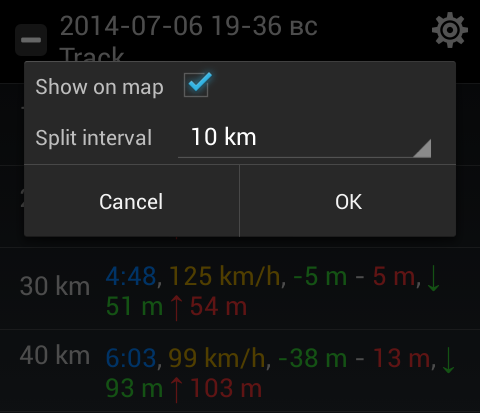 2014-07-06 19-36 вс
Track
Show on map
Split interval 10 km
Cancel OK
30 km 4:48, 125 km/h, -5 m - 5 m, ↓
51 m ↑ 54 m
40 km 6:03, 99 km/h, -38 m - 13 m, ↓
93 m ↑ 103 m